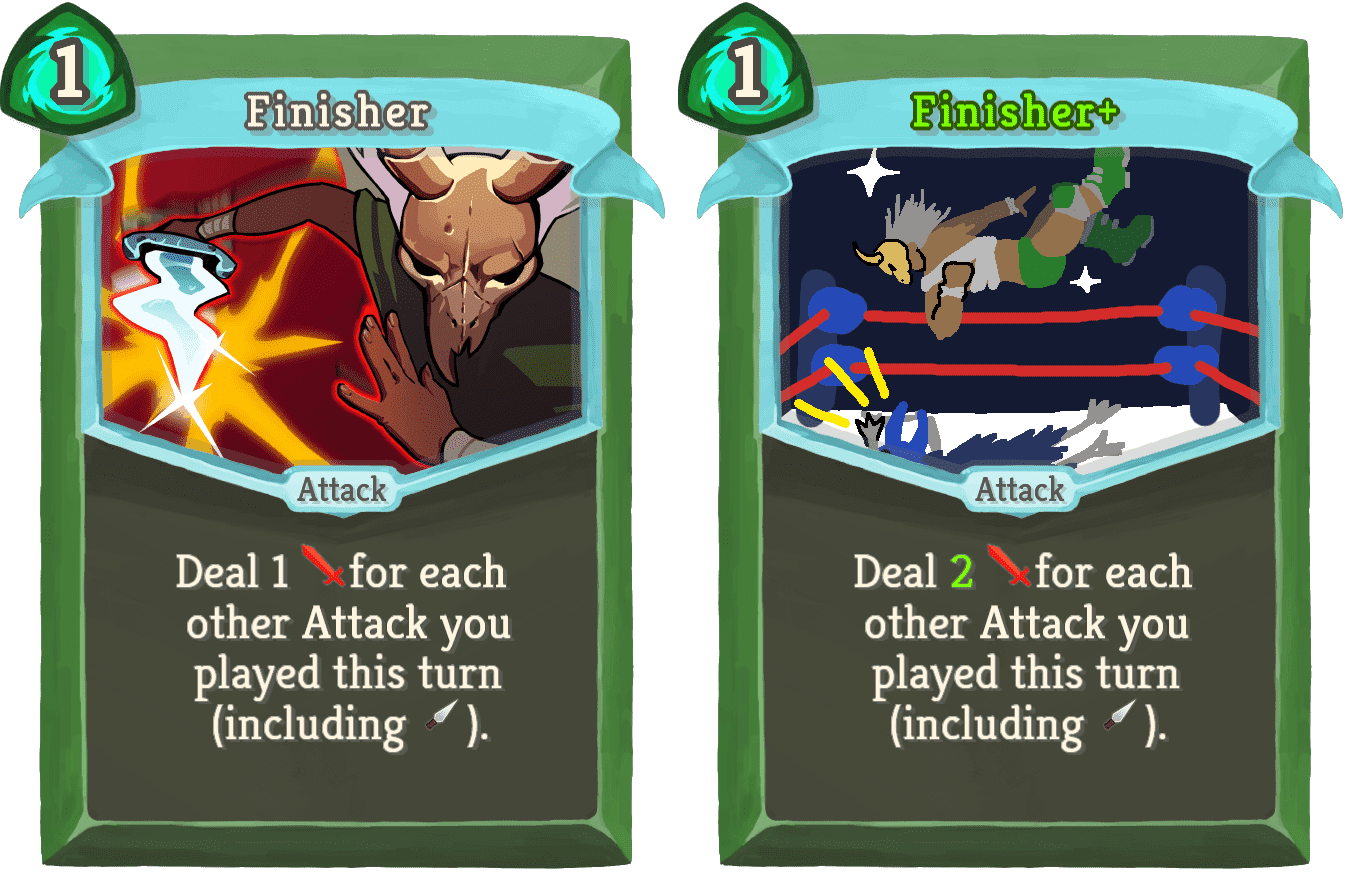 1
Finisher
Attack
Deal 1 for each
other Attack you
played this turn
(including ).
1
Finisher+
Attack
Deal 2 for each
other Attack you
played this turn
(including ).